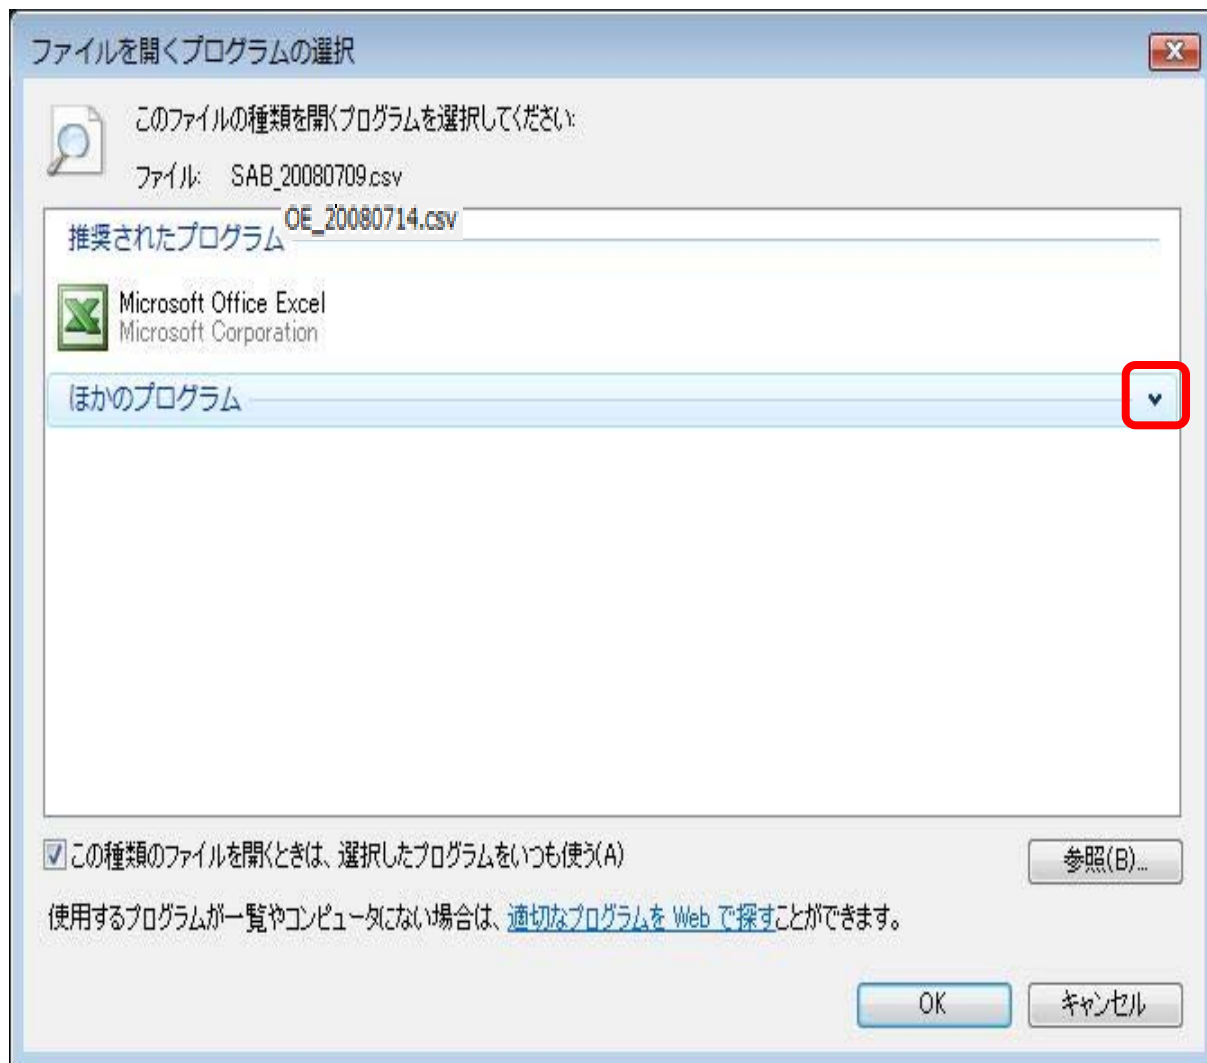 ファイルを開くプログラムの選択
このファイルの種類を開くプログラムを選択してください:
ファイル: SAB_20080709.csv
OE_20080714.csv
推奨されたプログラム
Microsoft Office Excel
Microsoft Corporation
ほかのプログラム
この種類のファイルを開くときは、選択したプログラムをいつも使う(A)
参照(B)...
使用するプログラムが一覧やコンピュータにない場合は、適切なプログラムを Web で探すことができます。
OK
キャンセル